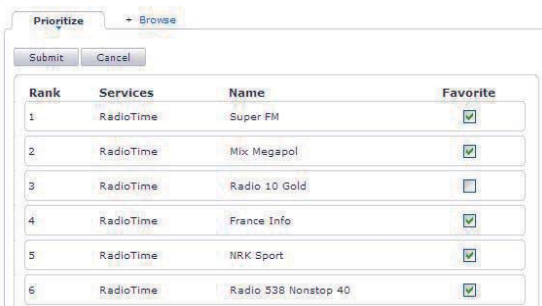 Prioritize + Browse
Submit Cancel
Rank Services Name Favorite
1 RadioTime Super FM
2 RadioTime Mix Megapol
3 RadioTime Radio 10 Gold
4 RadioTime France Info
5 RadioTime NRK Sport
6 RadioTime Radio 538 Nonstop 40